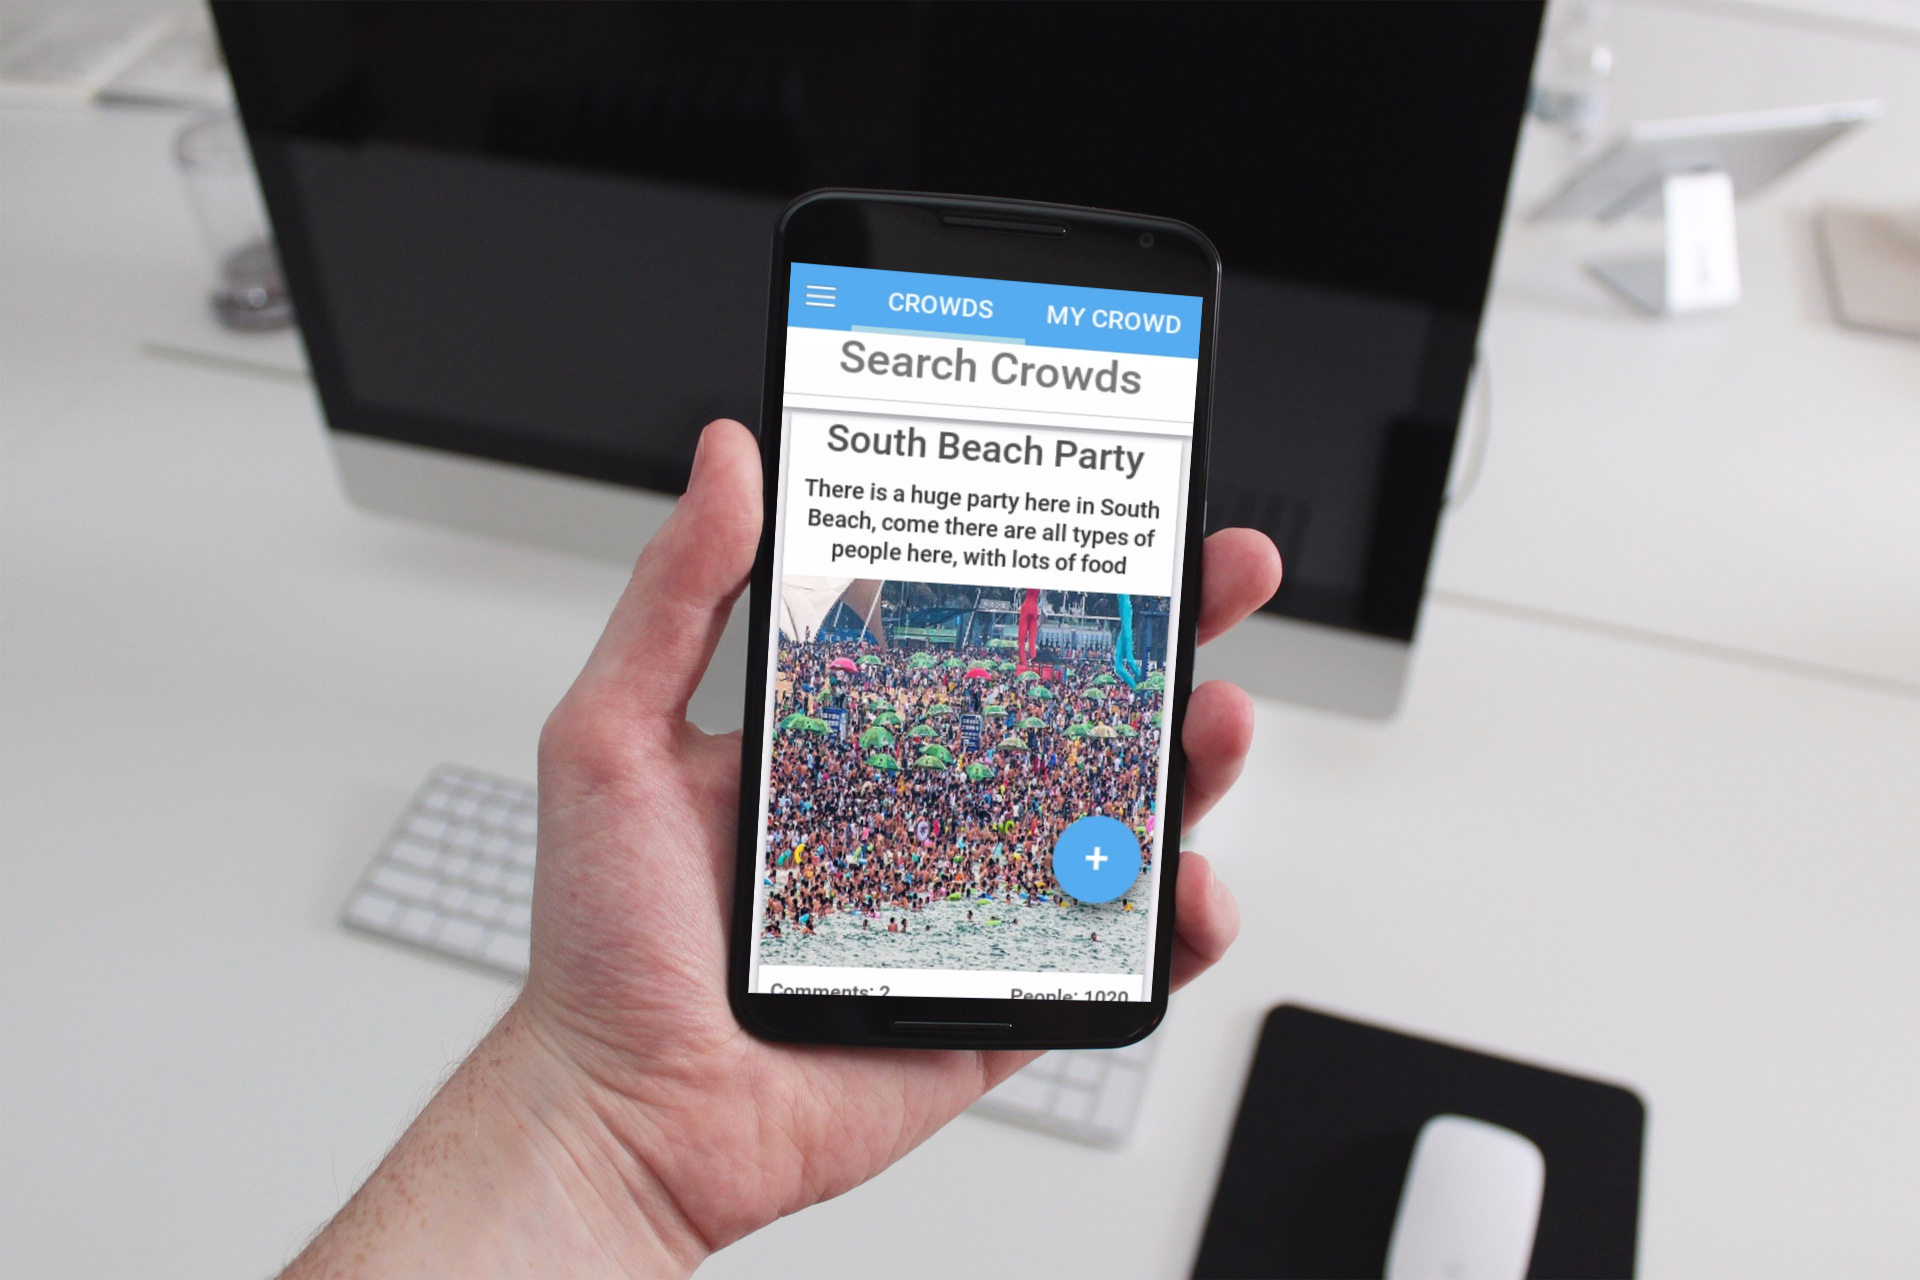 CROWDS MY CROWD
Search Crowds
South Beach Party
There is a huge party here in South
Beach, come there are all types of
people here, with lots of food
+
Comments: 2 People: 1020